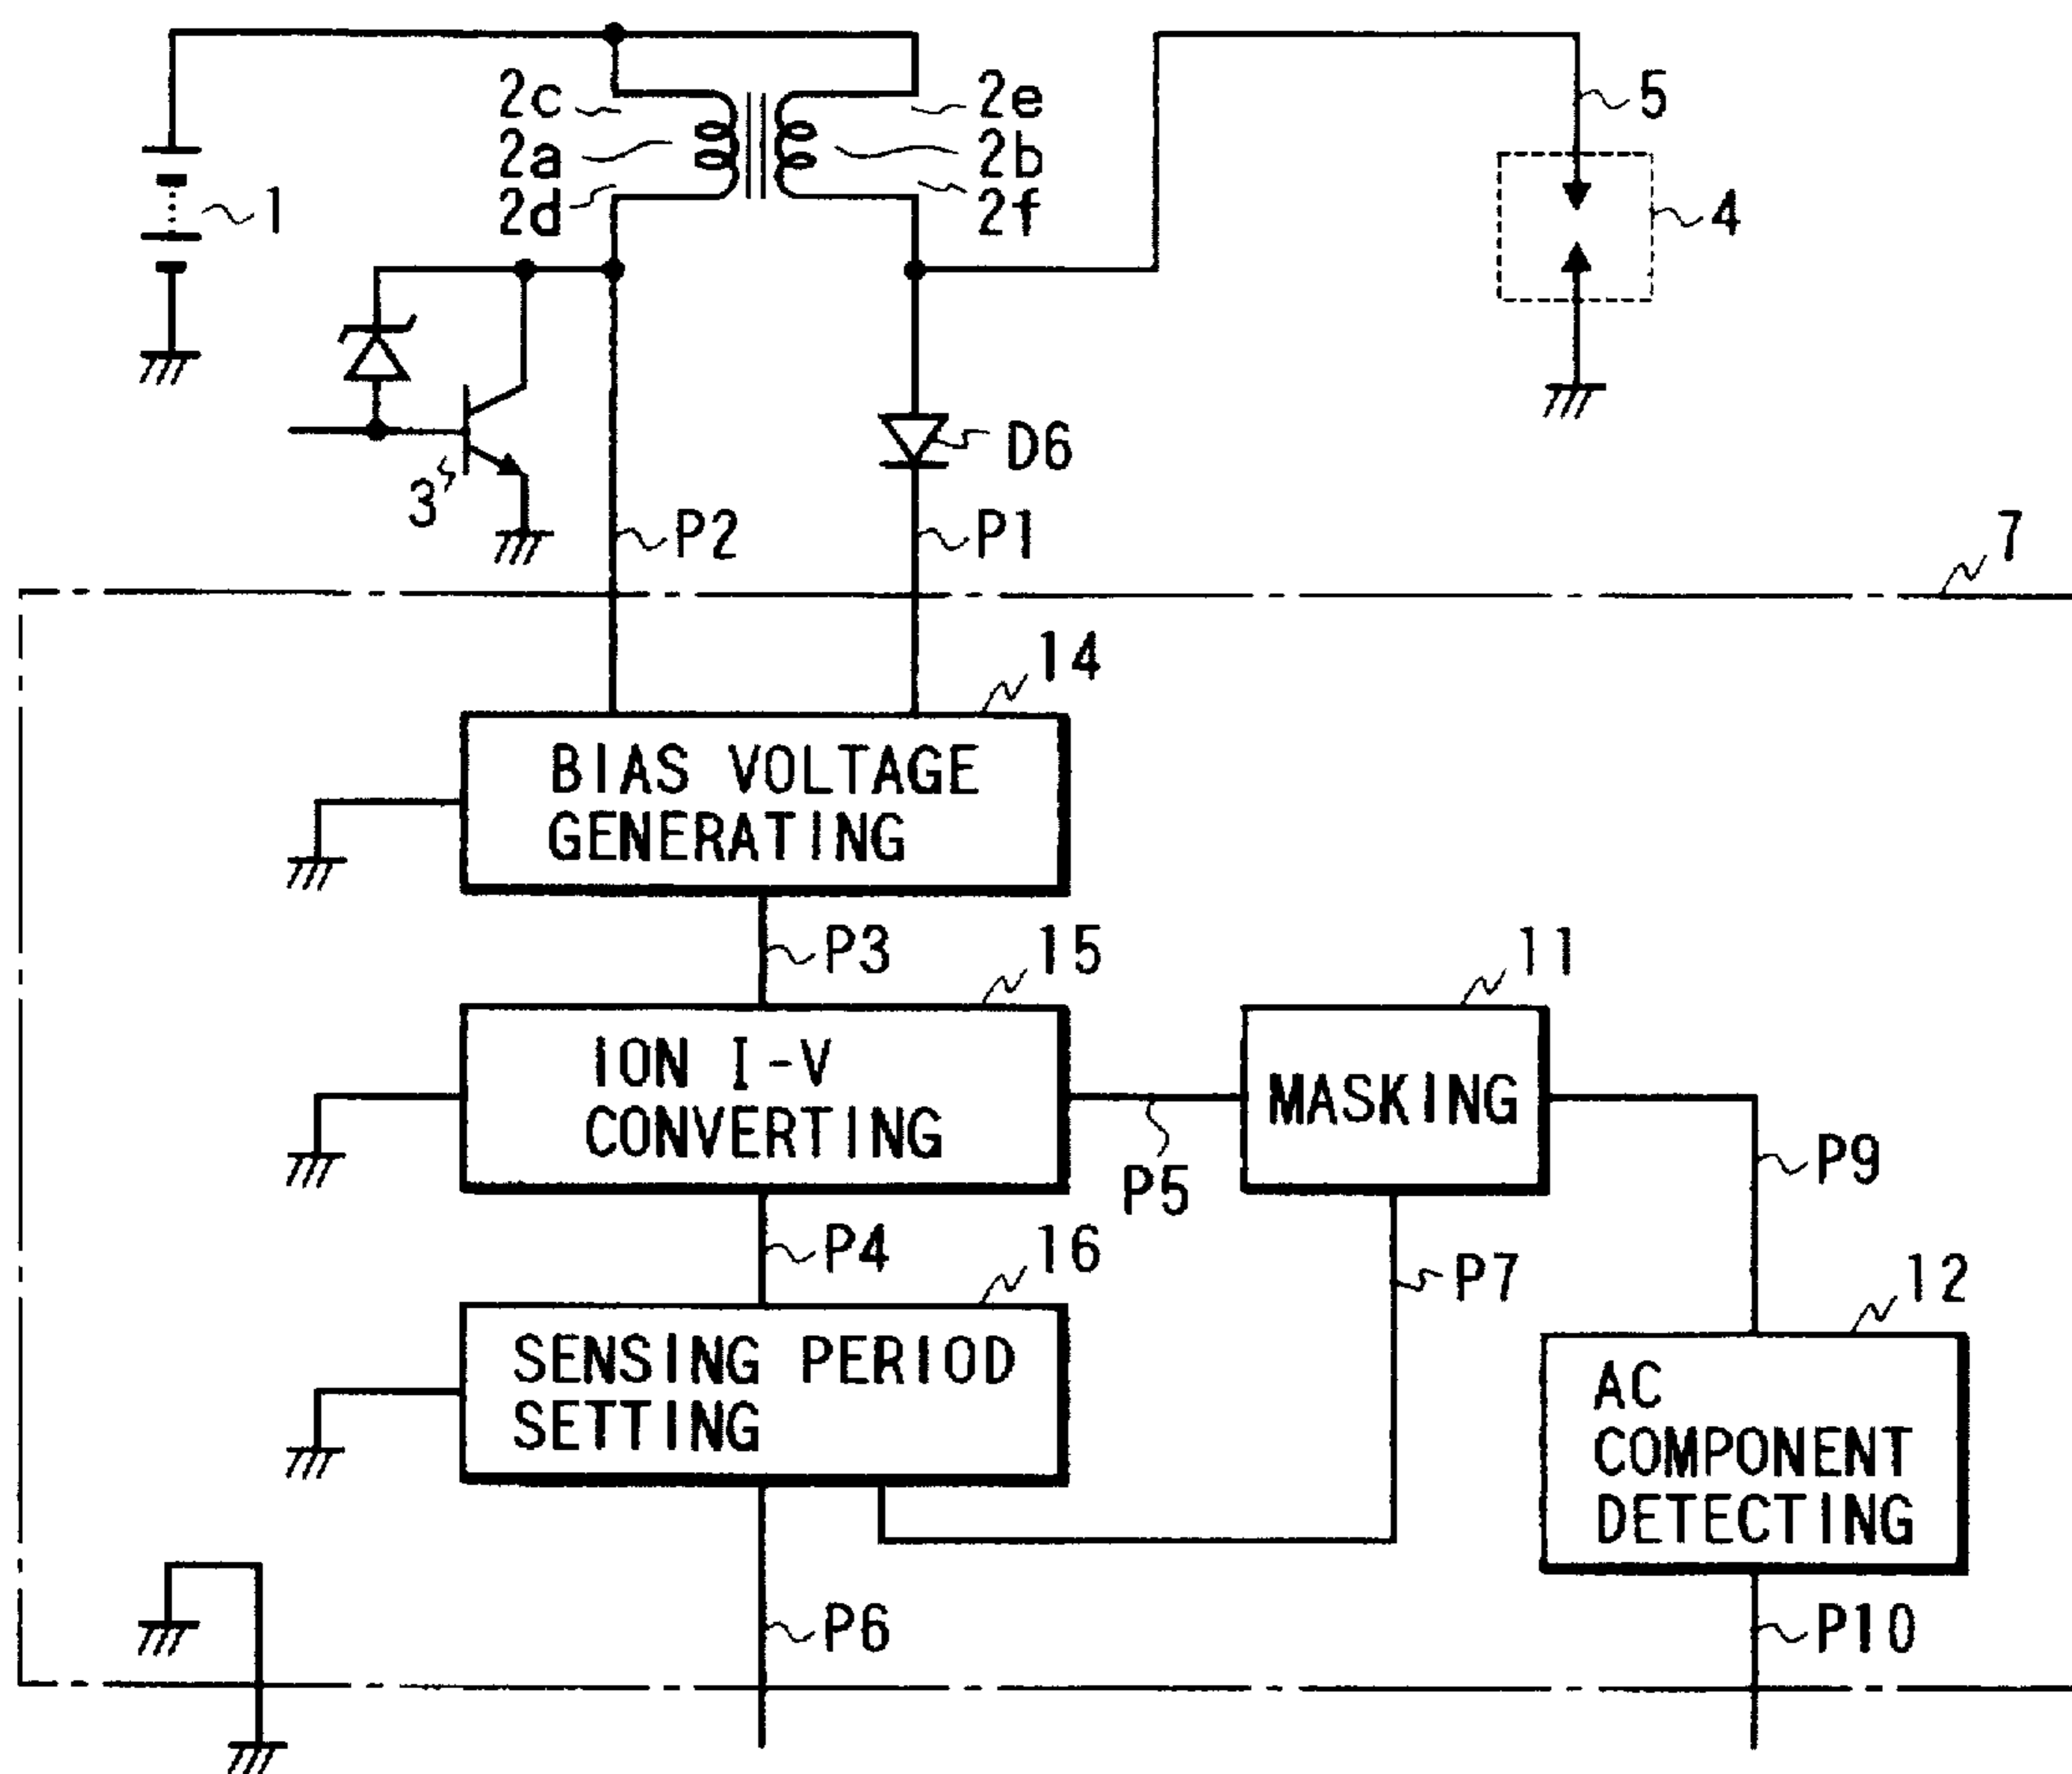 2c
2e
5
2a
2b
1
2d
2f
4
D6
3
P2
P1
7
14
BIAS VOLTAGE
GENERATING
P3
15
11
ION I-V
CONVERTING
MASKING
P5
P9
P4
16
P7
12
SENSING PERIOD
SETTING
AC
COMPONENT
DETECTING
P6
P10